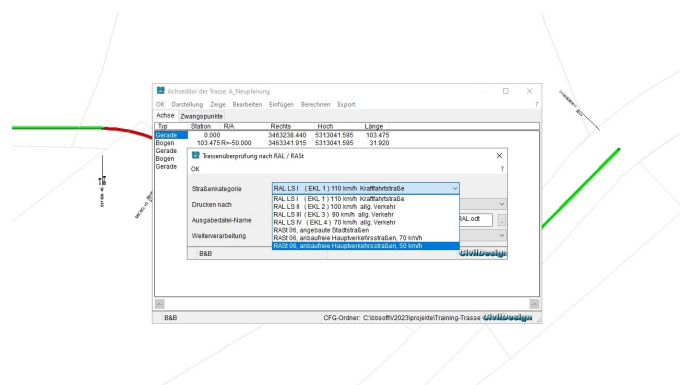 Achseditor der Trasse: A_Neuplanung
OK Darstellung Zeige Bearbeiten Einfügen Berechnen Export ?
Achse Zwangspunkte
Typ Station R/A Rechts Hoch Länge
Gerade 0.000 3463238.440 5313041.595 103.475
Bogen 103.475 R=-50.000 3463341.915 5313041.595 31.920
Gerade
Bogen
Gerade
Trassenüberprüfung nach RAL / RASt
OK ?
Straßenkategorie RAL LS I ( EKL 1 ) 110 km/h Kraftfahrtstraße
RAL LS I ( EKL 1 ) 110 km/h Kraftfahrtstraße
RAL LS II ( EKL 2 ) 100 km/h allg. Verkehr
RAL LS III ( EKL 3 ) 90 km/h allg. Verkehr
RAL LS IV ( EKL 4 ) 70 km/h allg. Verkehr
RASt 06, angebaute Stadtstraßen
RASt 06, anbaufreie Hauptverkehrsstraßen, 70 km/h
RASt 06, anbaufreie Hauptverkehrsstraßen, 50 km/h
Drucken nach
Ausgabedatei-Name RAL.odt ...
Weiterverarbeitung
B&B CivilDesign
B&B CFG-Ordner: C:\bbsoft\V2023\projekte\Training-Trasse CivilDesign